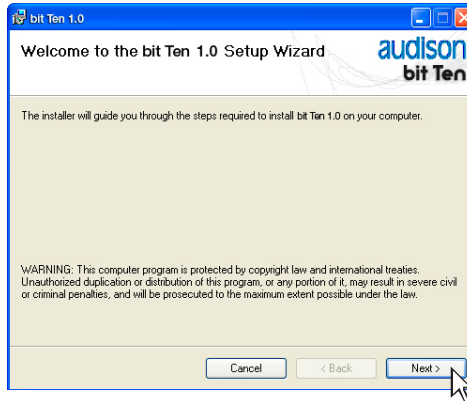 bit Ten 1.0
Welcome to the bit Ten 1.0 Setup Wizard
audison
bit Ten
The installer will guide you through the steps required to install bit Ten 1.0 on your computer.
WARNING: This computer program is protected by copyright law and international treaties.
Unauthorized duplication or distribution of this program, or any portion of it, may result in severe civil
or criminal penalties, and will be prosecuted to the maximum extent possible under the law.
Cancel
< Back
Next >